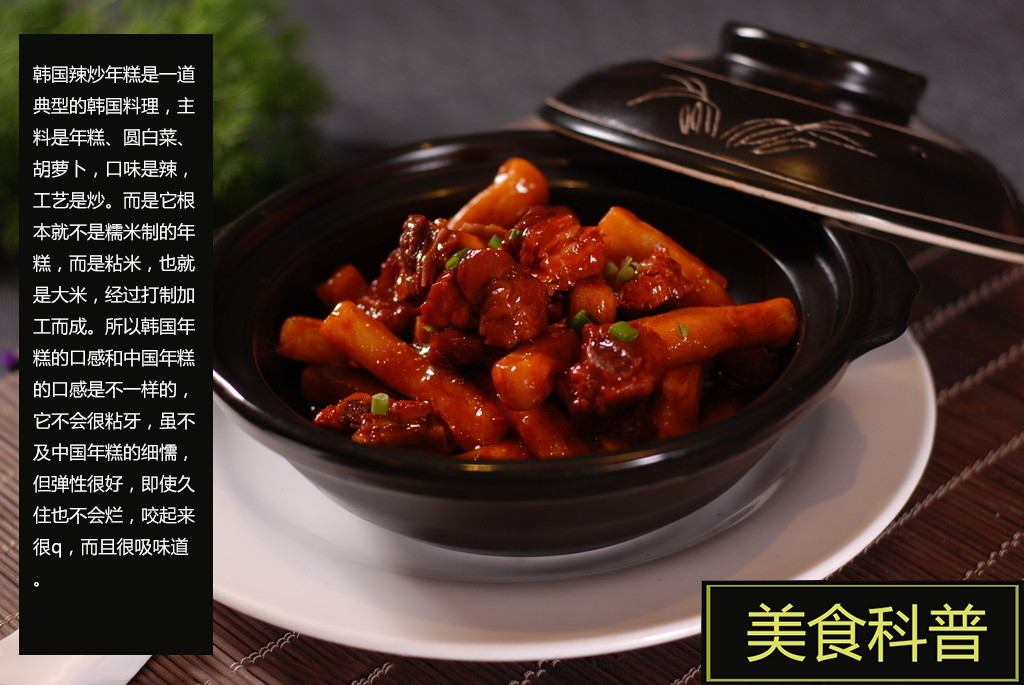 韩国辣炒年糕是一道
典型的韩国料理，主
料是年糕、圆白菜、
胡萝卜，口味是辣，
工艺是炒。而是它根
本就不是糯米制的年
糕，而是粘米，也就
是大米，经过打制加
工而成。所以韩国年
糕的口感和中国年糕
的口感是不一样的，
它不会很粘牙，虽不
及中国年糕的细懦，
但弹性很好，即使久
住也不会烂，咬起来
很q，而且很吸味道
。
美食科普